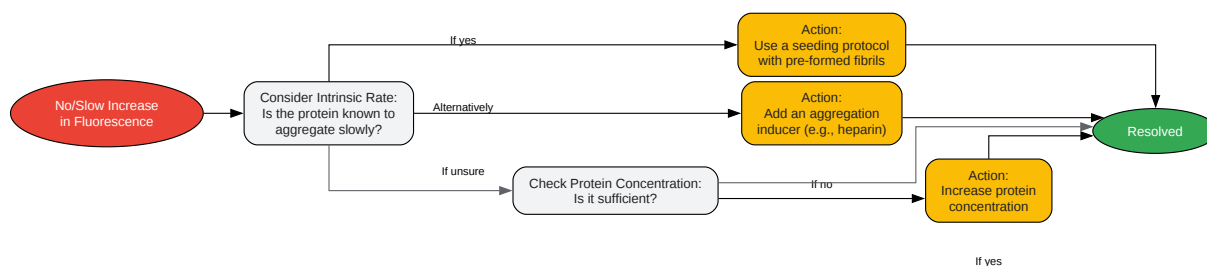 No/Slow Increase
in Fluorescence
Consider Intrinsic Rate:
Is the protein known to
aggregate slowly?
If yes
Action:
Use a seeding protocol
with pre-formed fibrils
Alternatively
Action:
Add an aggregation
inducer (e.g., heparin)
Resolved
If unsure
Check Protein Concentration:
Is it sufficient?
If no
Action:
Increase protein
concentration
If yes